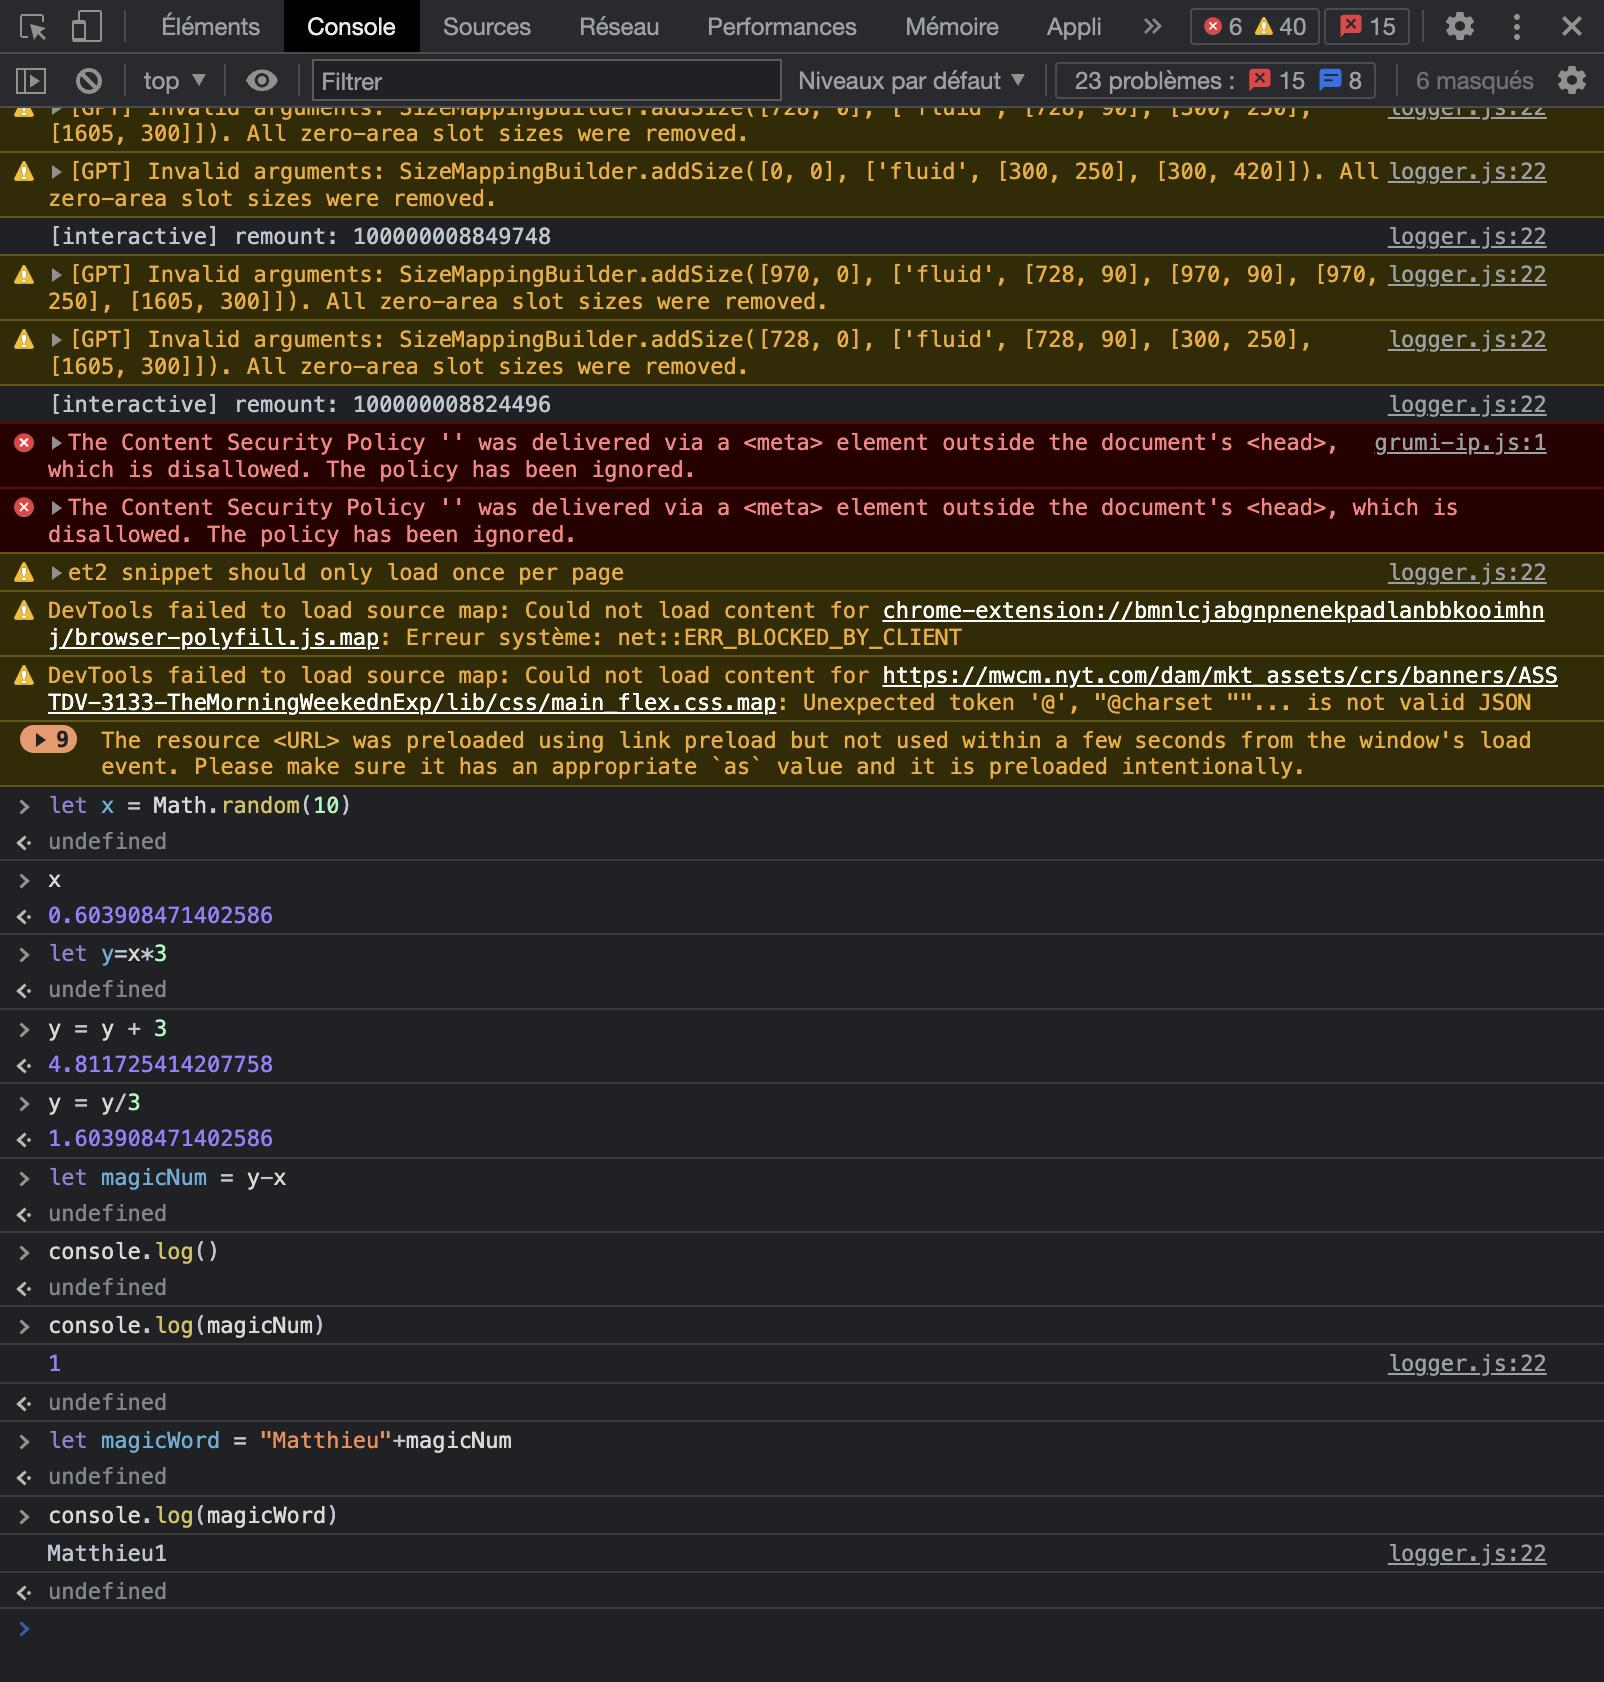 Éléments Console Sources Réseau Performances Mémoire Appli 6 40 15
top Filtrer Niveaux par défaut 23 problèmes : 15 8 6 masqués
[GPT] Invalid arguments: SizeMappingBuilder.addSize([728, 0], ['fluid', [728, 90], [300, 250], logger.js:22
[1605, 300]]). All zero-area slot sizes were removed.
[GPT] Invalid arguments: SizeMappingBuilder.addSize([0, 0], ['fluid', [300, 250], [300, 420]]). All logger.js:22
zero-area slot sizes were removed.
[interactive] remount: 100000008849748 logger.js:22
[GPT] Invalid arguments: SizeMappingBuilder.addSize([970, 0], ['fluid', [728, 90], [970, 90], [970, logger.js:22
250], [1605, 300]]). All zero-area slot sizes were removed.
[GPT] Invalid arguments: SizeMappingBuilder.addSize([728, 0], ['fluid', [728, 90], [300, 250], logger.js:22
[1605, 300]]). All zero-area slot sizes were removed.
[interactive] remount: 100000008824496 logger.js:22
The Content Security Policy '' was delivered via a <meta> element outside the document's <head>, grumi-ip.js:1
which is disallowed. The policy has been ignored.
The Content Security Policy '' was delivered via a <meta> element outside the document's <head>, which is
disallowed. The policy has been ignored.
et2 snippet should only load once per page logger.js:22
DevTools failed to load source map: Could not load content for chrome-extension://bmnlcjabgnpnenekpadlanbbkooimhn
j/browser-polyfill.js.map: Erreur système: net::ERR_BLOCKED_BY_CLIENT
DevTools failed to load source map: Could not load content for https://mwcm.nyt.com/dam/mkt_assets/crs/banners/ASS
TDV-3133-TheMorningWeekednExp/lib/css/main_flex.css.map: Unexpected token '@', "@charset ""... is not valid JSON
9 The resource <URL> was preloaded using link preload but not used within a few seconds from the window's load
event. Please make sure it has an appropriate `as` value and it is preloaded intentionally.
let x = Math.random(10)
undefined
x
0.603908471402586
let y=x*3
undefined
y = y + 3
4.811725414207758
y = y/3
1.603908471402586
let magicNum = y-x
undefined
console.log()
undefined
console.log(magicNum)
1 logger.js:22
undefined
let magicWord = "Matthieu"+magicNum
undefined
console.log(magicWord)
Matthieu1 logger.js:22
undefined